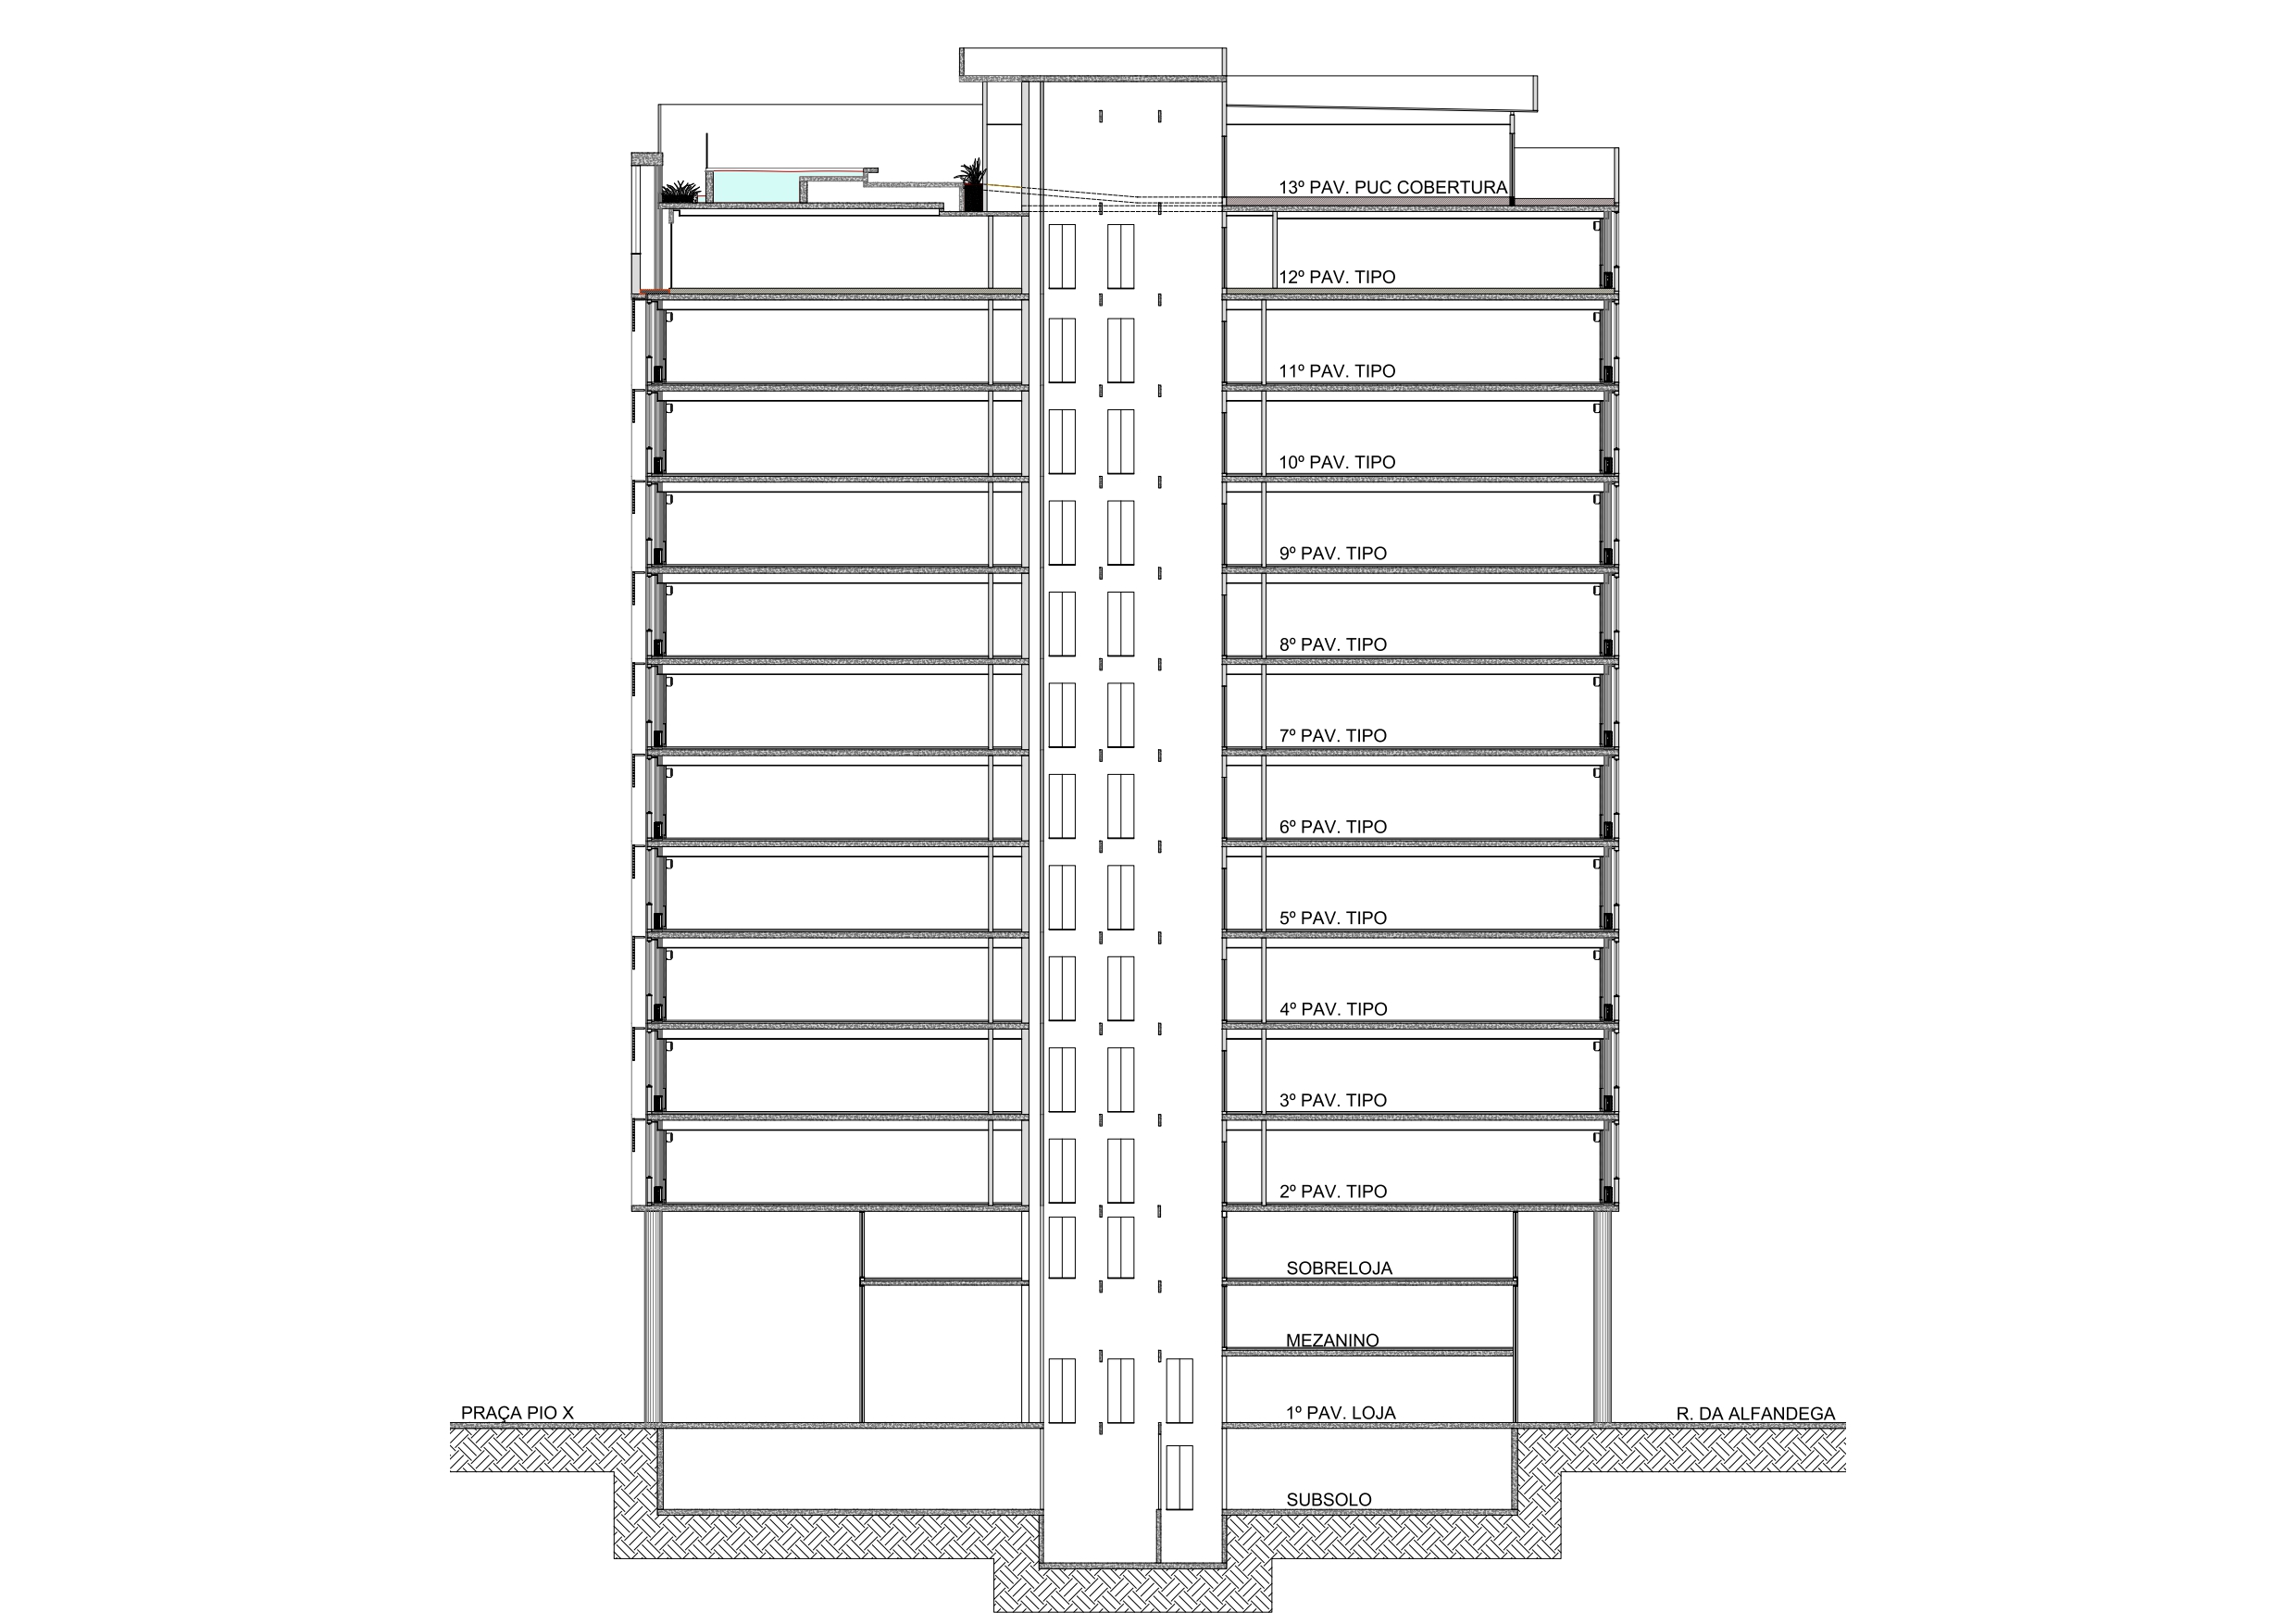 13º PAV. PUC COBERTURA
12º PAV. TIPO
11º PAV. TIPO
10º PAV. TIPO
9º PAV. TIPO
8º PAV. TIPO
7º PAV. TIPO
6º PAV. TIPO
5º PAV. TIPO
4º PAV. TIPO
3º PAV. TIPO
2º PAV. TIPO
SOBRELOJA
MEZANINO
PRAÇA PIO X
1º PAV. LOJA
R. DA ALFANDEGA
SUBSOLO